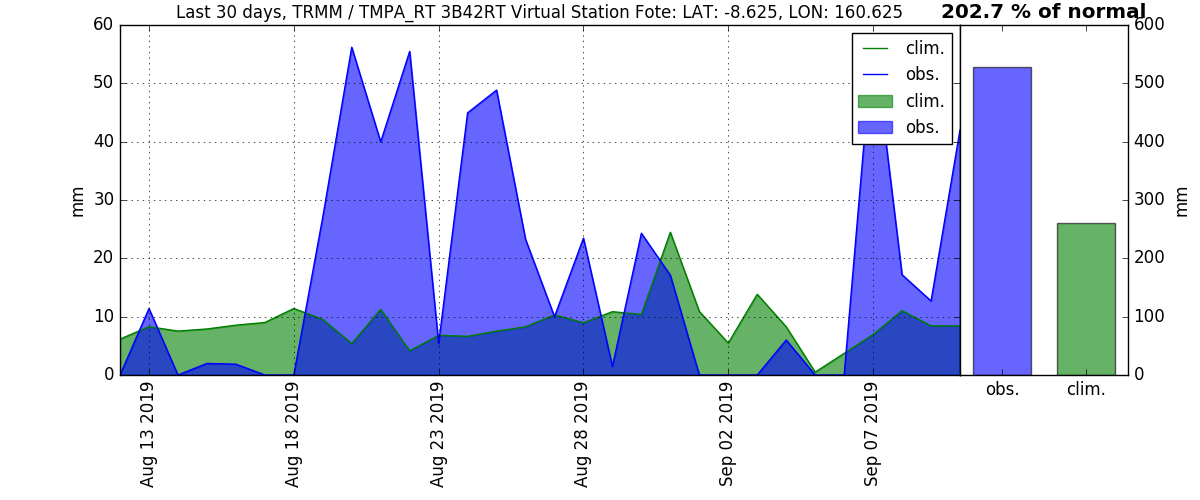 Last 30 days, TRMM / TMPA_RT 3B42RT Virtual Station Fote: LAT: -8.625, LON: 160.625
202.7 % of normal
60
50
40
30
20
10
0
mm
clim.
obs.
clim.
obs.
600
500
400
300
200
100
0
mm
Aug 13 2019
Aug 18 2019
Aug 23 2019
Aug 28 2019
Sep 02 2019
Sep 07 2019
obs.
clim.